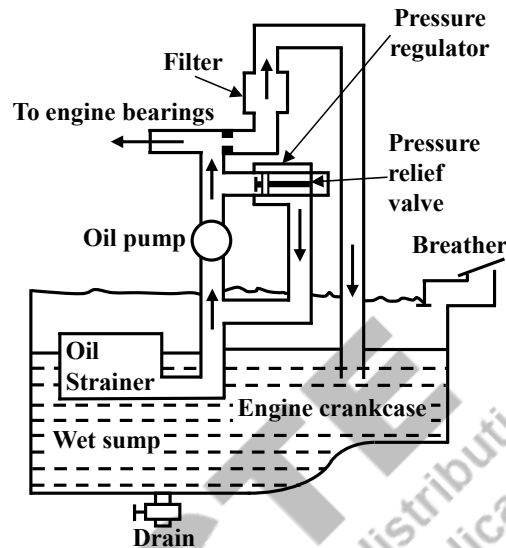 Pressure
regulator
Filter
To engine bearings
Pressure
relief
valve
Oil pump
Breather
Oil
Strainer
Engine crankcase
Wet sump
Drain